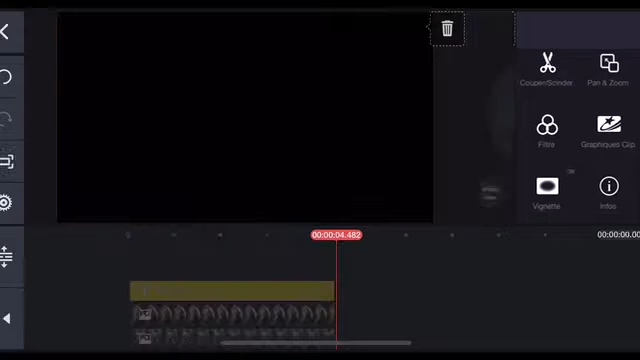 Couper/Scinder
Pan & Zoom
Filtre
Graphiques Clip
Vignette
Infos
00:00:04.482
00:00:00.00